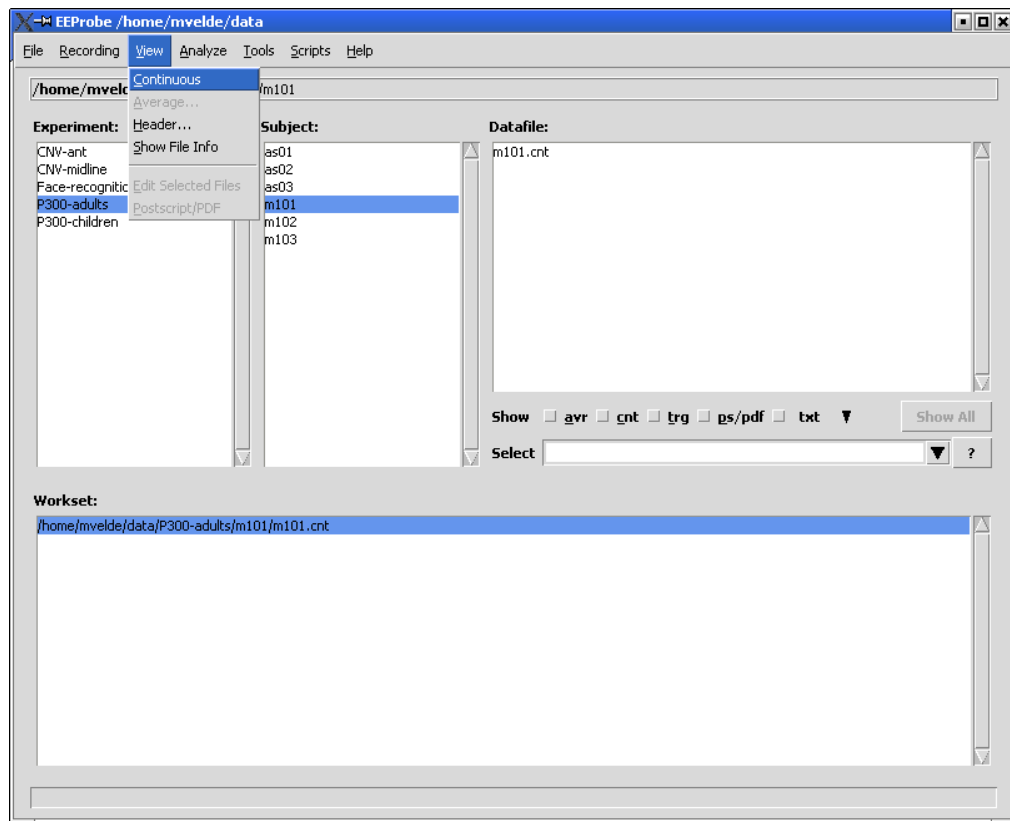 EEProbe /home/mvelde/data
File Recording View Analyze Tools Scripts Help
/home/mveld /m101
Continuous
Average...
Header...
Show File Info
Edit Selected Files
Postscript/PDF
Experiment:
CNV-ant
CNV-midline
Face-recognitic
P300-adults
P300-children
Subject:
as01
as02
as03
m101
m102
m103
Datafile:
m101.cnt
Show avr cnt trg ps/pdf txt Show All
Select ?
Workset:
/home/mvelde/data/P300-adults/m101/m101.cnt